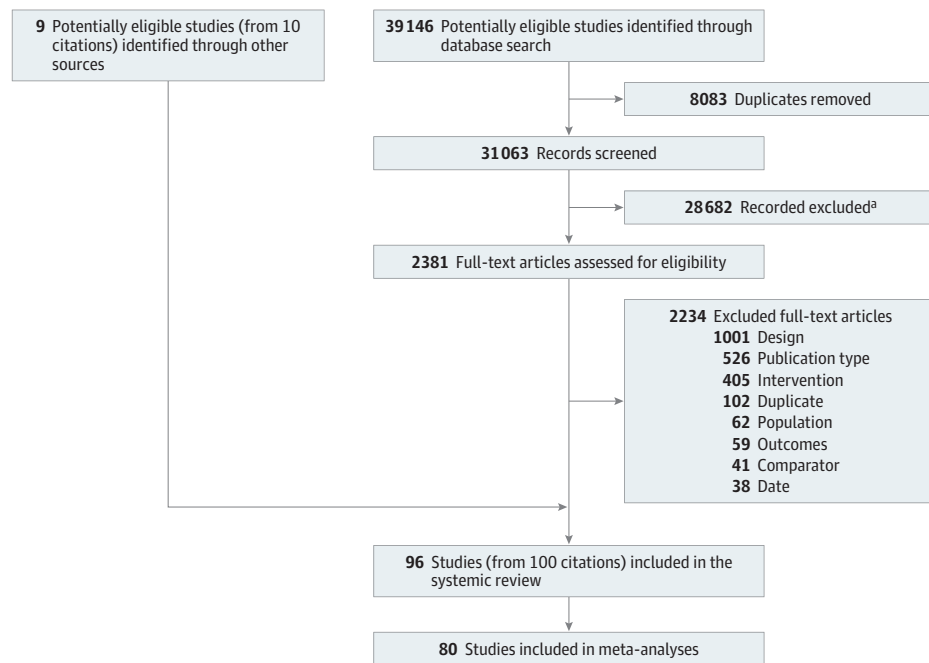 9 Potentially eligible studies (from 10
citations) identified through other
sources
39146 Potentially eligible studies identified through
database search
8083 Duplicates removed
31063 Records screened
28682 Recorded excludedª
2381 Full-text articles assessed for eligibility
2234 Excluded full-text articles
1001 Design
526 Publication type
405 Intervention
102 Duplicate
62 Population
59 Outcomes
41 Comparator
38 Date
96 Studies (from 100 citations) included in the
systemic review
80 Studies included in meta-analyses